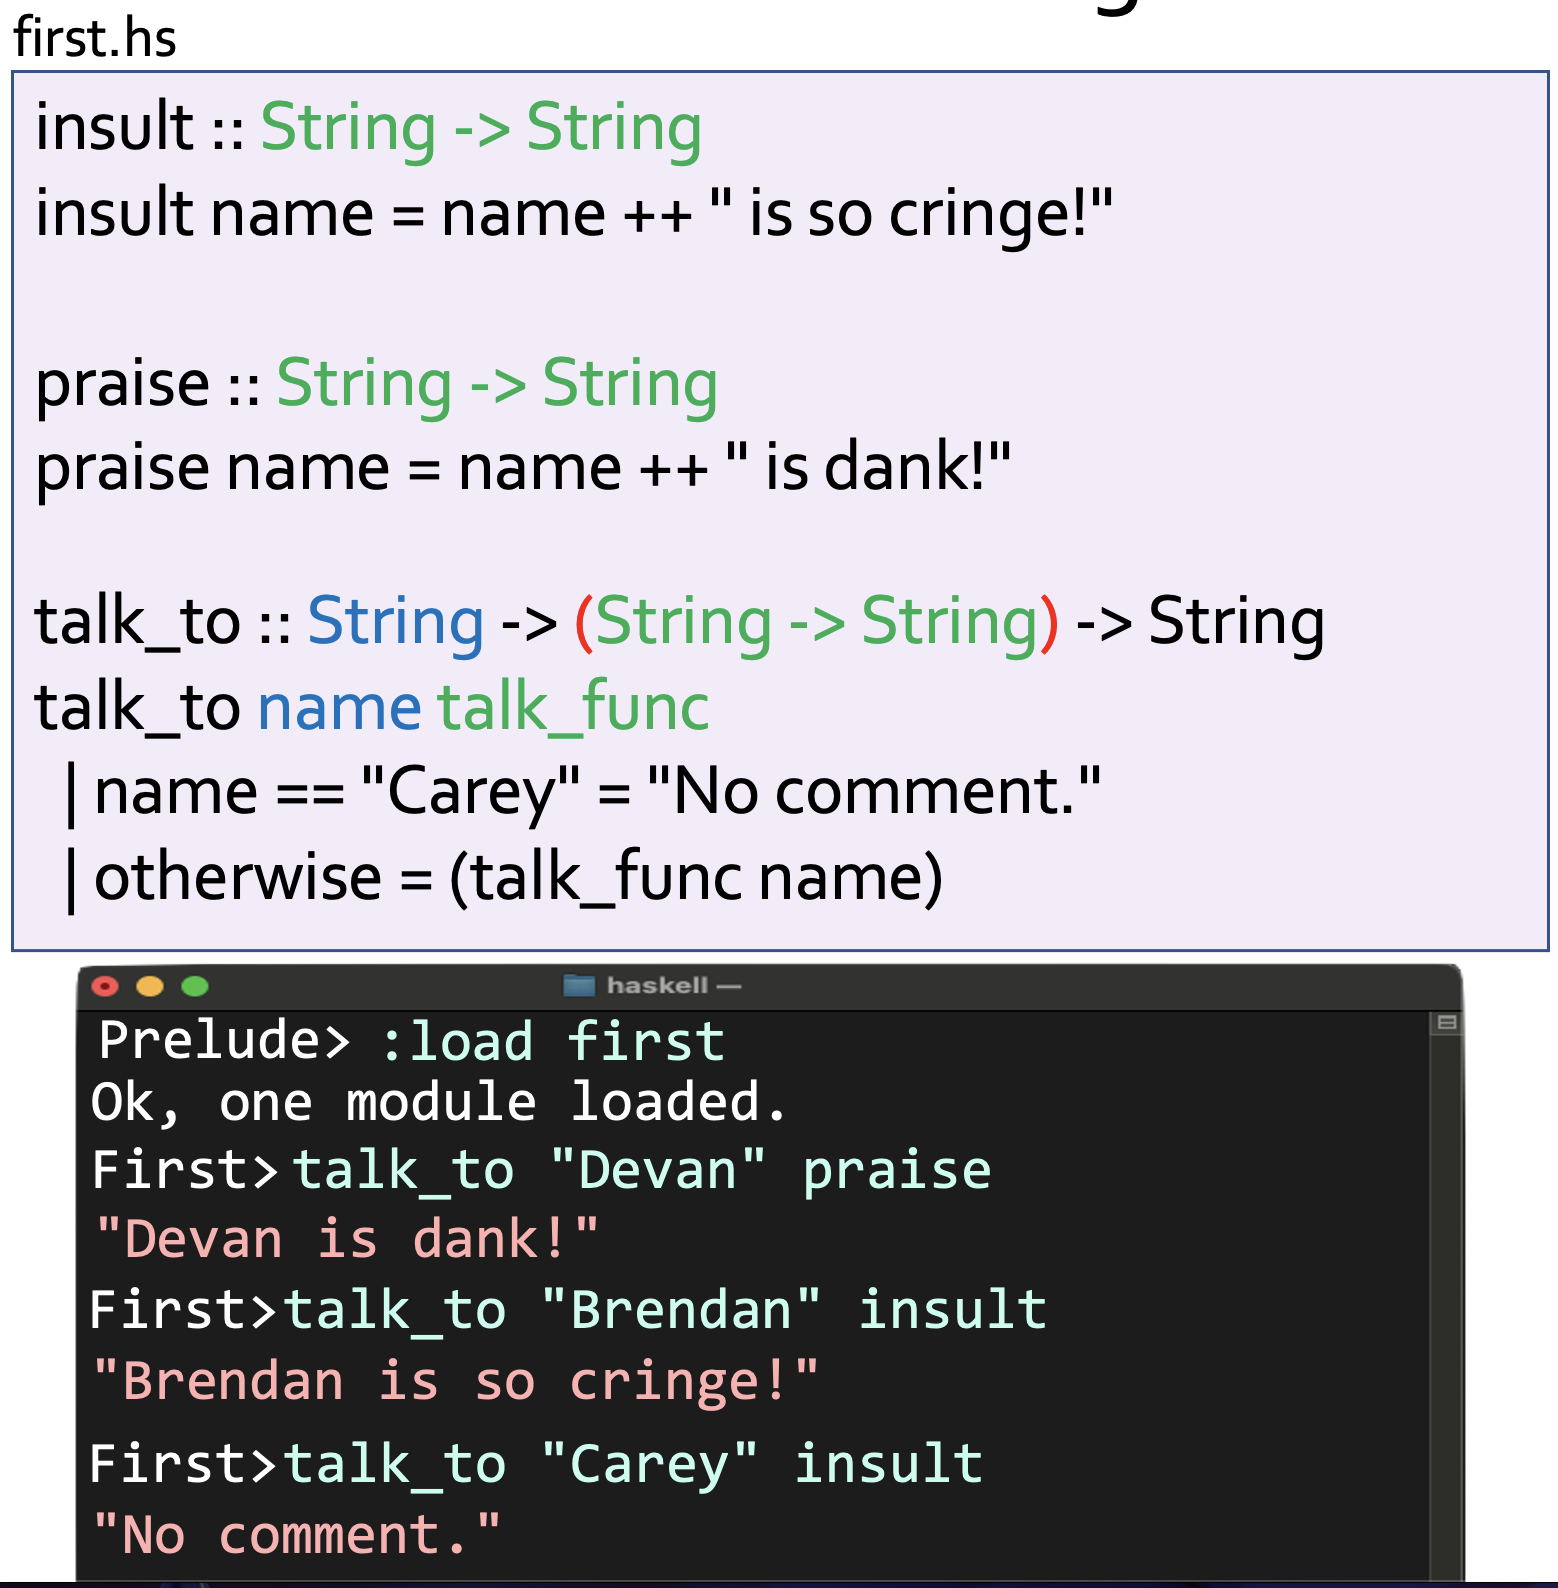 first.hs
insult :: String -> String
insult name = name ++ " is so cringe!"
praise :: String -> String
praise name = name ++ " is dank!"
talk_to :: String -> (String -> String) -> String
talk_to name talk_func
| name == "Carey" = "No comment."
| otherwise = (talk_func name)
haskell —
Prelude> :load first
Ok, one module loaded.
First> talk_to "Devan" praise
"Devan is dank!"
First>talk_to "Brendan" insult
"Brendan is so cringe!"
First>talk_to "Carey" insult
"No comment."